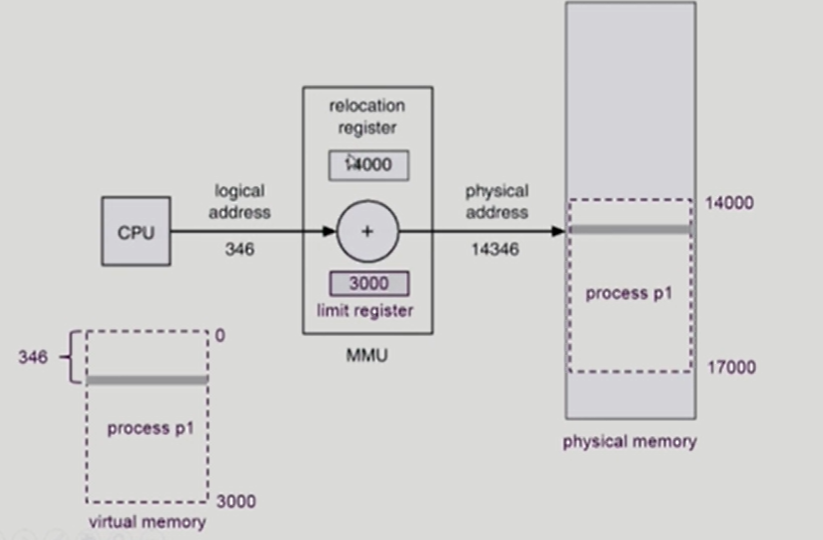 relocation
register
14000
logical
address
346
CPU
+
physical
address
14346
3000
limit register
MMU
14000
process p1
17000
physical memory
0
346
process p1
3000
virtual memory